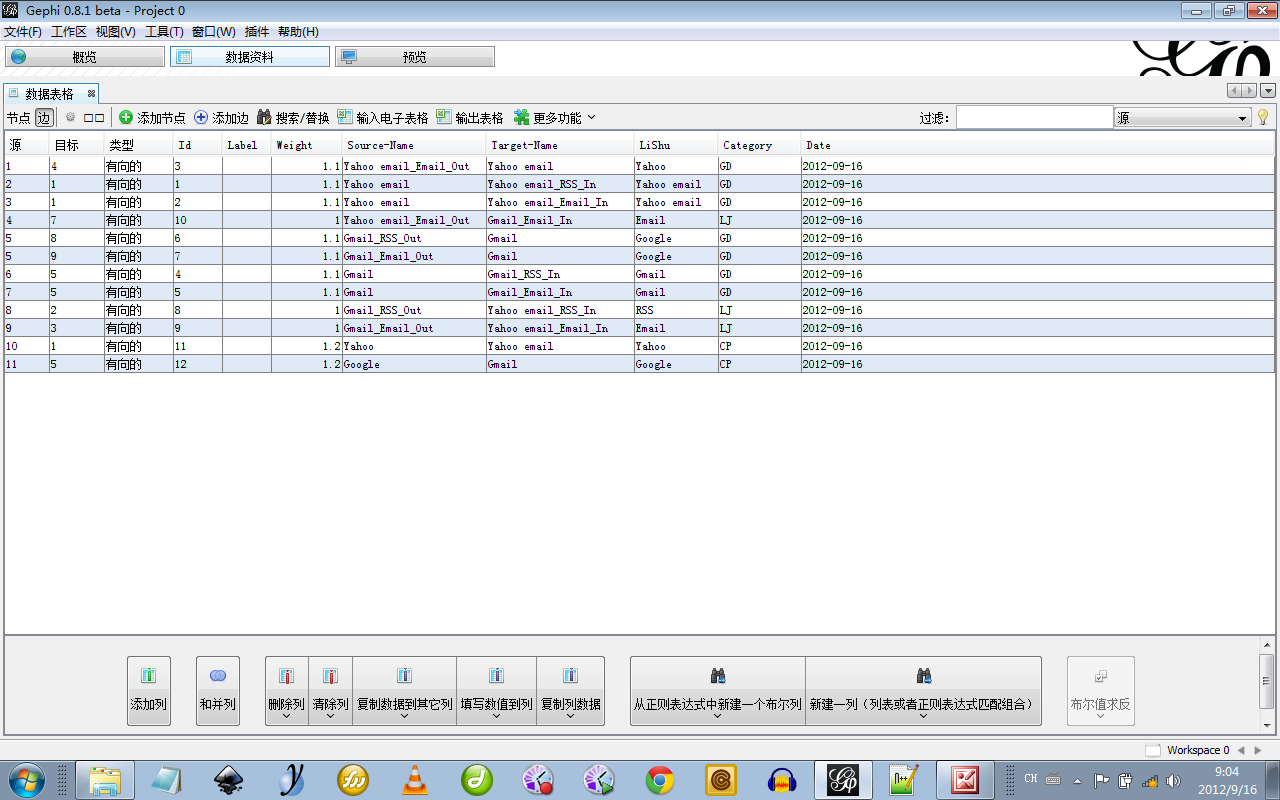 Gephi 0.8.1 beta - Project 0
文件(F) 工作区 视图(V) 工具(T) 窗口(W) 插件 帮助(H)
概览 数据资料 预览
数据表格
节点 边 添加节点 添加边 搜索/替换 输入电子表格 输出表格 更多功能 过滤: 源
源 目标 类型 Id Label Weight Source-Name Target-Name LiShu Category Date
1 4 有向的 3 1.1 Yahoo email_Email_Out Yahoo email Yahoo GD 2012-09-16
2 1 有向的 1 1.1 Yahoo email Yahoo email_RSS_In Yahoo email GD 2012-09-16
3 1 有向的 2 1.1 Yahoo email Yahoo email_Email_In Yahoo email GD 2012-09-16
4 7 有向的 10 1 Yahoo email_Email_Out Gmail_Email_In Email LJ 2012-09-16
5 8 有向的 6 1.1 Gmail_RSS_Out Gmail Google GD 2012-09-16
5 9 有向的 7 1.1 Gmail_Email_Out Gmail Google GD 2012-09-16
6 5 有向的 4 1.1 Gmail Gmail_RSS_In Gmail GD 2012-09-16
7 5 有向的 5 1.1 Gmail Gmail_Email_In Gmail GD 2012-09-16
8 2 有向的 8 1 Gmail_RSS_Out Yahoo email_RSS_In RSS LJ 2012-09-16
9 3 有向的 9 1 Gmail_Email_Out Yahoo email_Email_In Email LJ 2012-09-16
10 1 有向的 11 1.2 Yahoo Yahoo email Yahoo CP 2012-09-16
11 5 有向的 12 1.2 Google Gmail Google CP 2012-09-16
添加列 和并列 删除列 清除列 复制数据到其它列 填写数值到列 复制列数据 从正则表达式中新建一个布尔列 新建一列（列表或者正则表达式匹配组合） 布尔值求反
Workspace 0
CH 9:04
2012/9/16